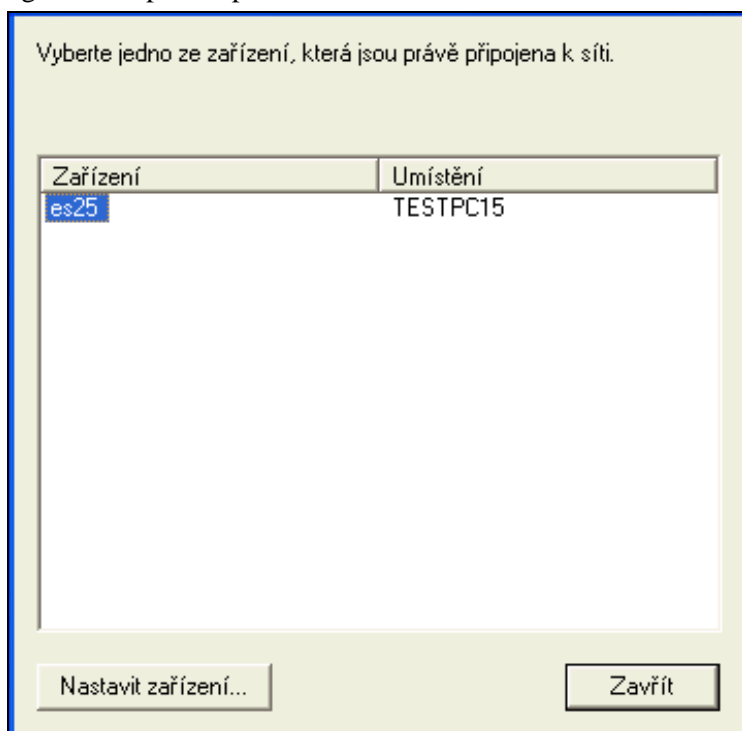 Vyberte jedno ze zařízení, která jsou právě připojena k síti.
Zařízení Umístění
es25 TESTPC15
Nastavit zařízení... Zavřít